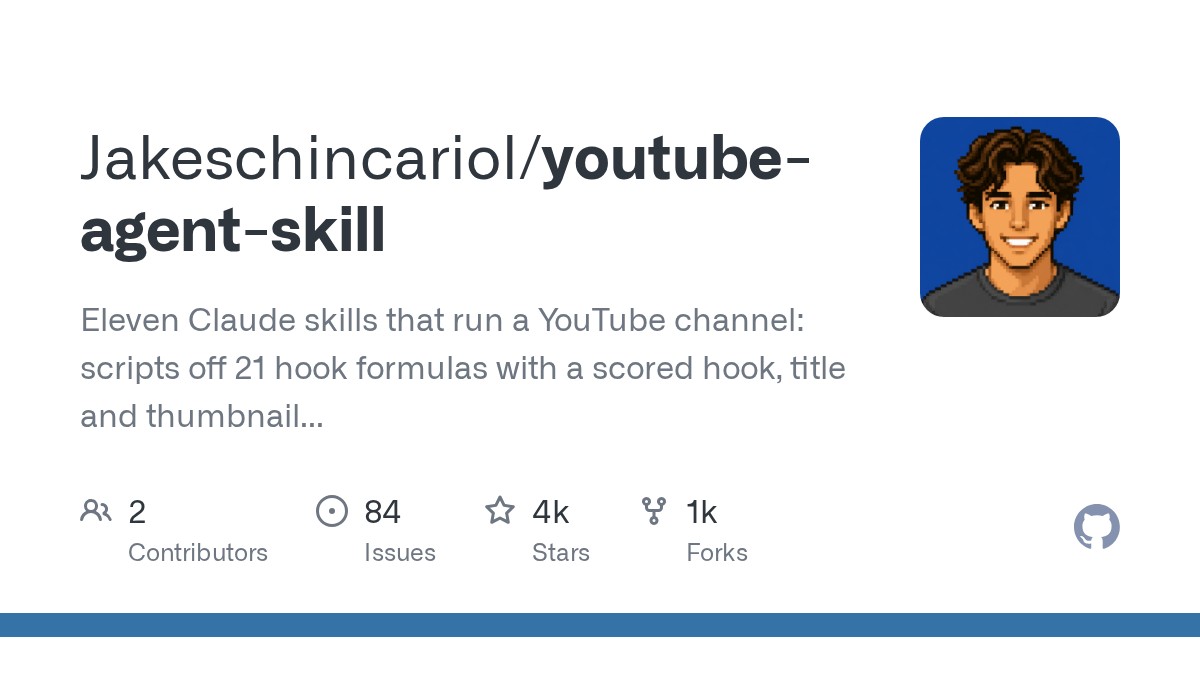 Jakeschincariol/youtube-
agent-skill
Eleven Claude skills that run a YouTube channel:
scripts off 21 hook formulas with a scored hook, title
and thumbnail...
2 84 4k 1k
Contributors Issues Stars Forks